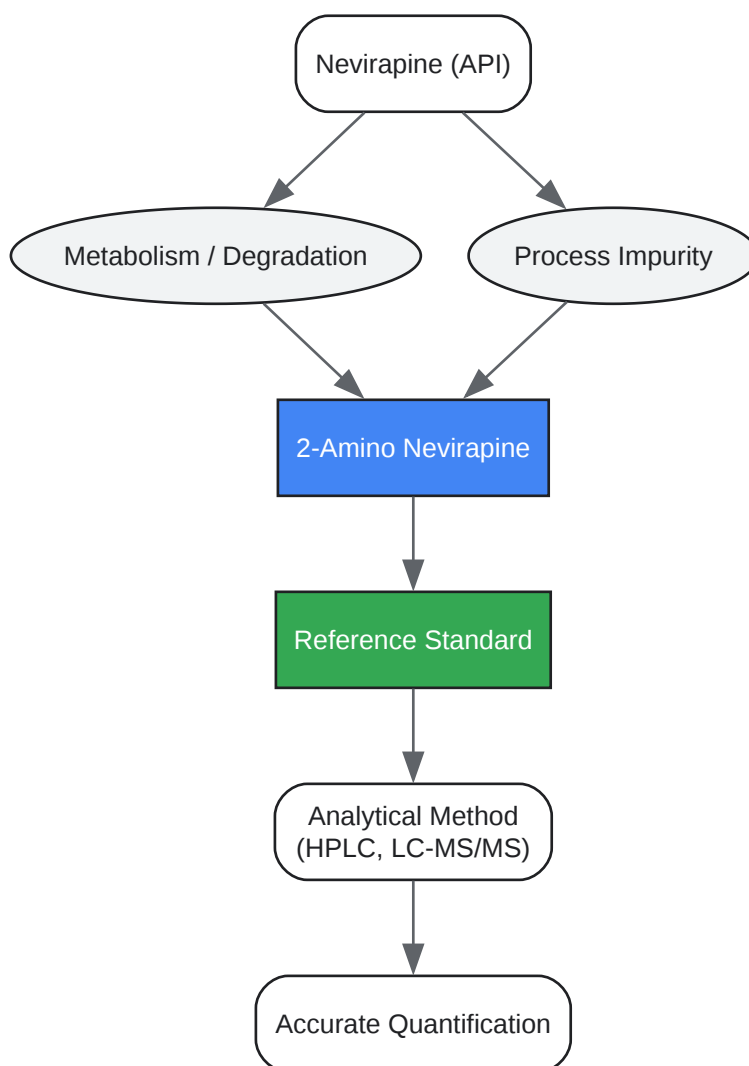 Nevirapine (API)
Metabolism / Degradation
Process Impurity
2-Amino Nevirapine
Reference Standard
Analytical Method
(HPLC, LC-MS/MS)
Accurate Quantification